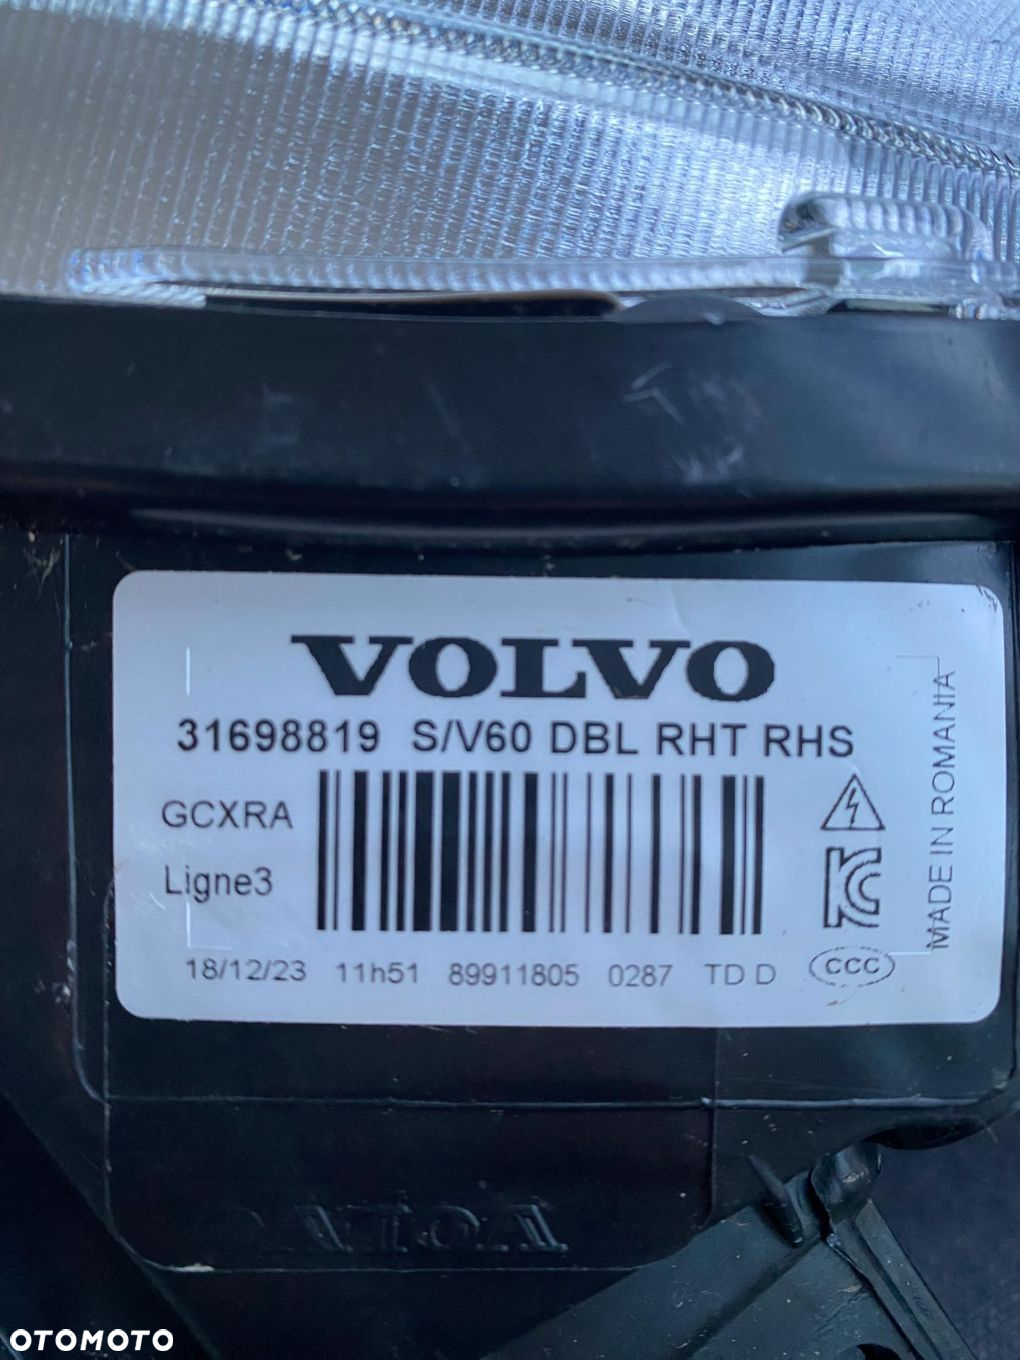 VOLVO
31698819 S/V60 DBL RHT RHS
GCXRA
Ligne3
MADE IN ROMANIA
18/12/23 11h51 89911805 0287 TD D
CCC
VOLVO
OTOMOTO